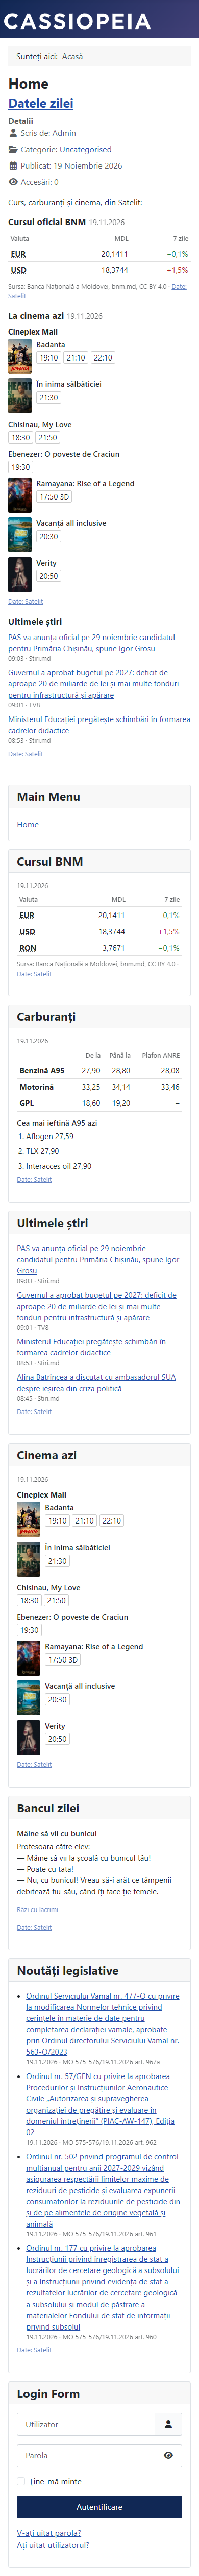 CASSIOPEIA
Sunteți aici: Acasă
Home
Datele zilei
Detalii
Scris de: Admin
Categorie: Uncategorised
Publicat: 19 Noiembrie 2026
Accesări: 0
Curs, carburanți și cinema, din Satelit:
Cursul oficial BNM 19.11.2026
Valuta MDL 7 zile
EUR 20,1411 −0,1%
USD 18,3744 +1,5%
Sursa: Banca Națională a Moldovei, bnm.md, CC BY 4.0 · Date:
Satelit
La cinema azi 19.11.2026
Cineplex Mall
Badanta
19:10 21:10 22:10
În inima sălbăticiei
21:30
Chisinau, My Love
18:30 21:50
Ebenezer: O poveste de Craciun
19:30
Ramayana: Rise of a Legend
17:50 3D
Vacanță all inclusive
20:30
Verity
20:50
Date: Satelit
Ultimele știri
PAS va anunța oficial pe 29 noiembrie candidatul
pentru Primăria Chișinău, spune Igor Grosu
09:03 · Stiri.md
Guvernul a aprobat bugetul pe 2027: deficit de
aproape 20 de miliarde de lei și mai multe fonduri
pentru infrastructură și apărare
09:01 · TV8
Ministerul Educației pregătește schimbări în formarea
cadrelor didactice
08:53 · Stiri.md
Date: Satelit
Main Menu
Home
Cursul BNM
19.11.2026
Valuta MDL 7 zile
EUR 20,1411 −0,1%
USD 18,3744 +1,5%
RON 3,7671 −0,1%
Sursa: Banca Națională a Moldovei, bnm.md, CC BY 4.0 ·
Date: Satelit
Carburanți
19.11.2026
De la Până la Plafon ANRE
Benzină A95 27,90 28,80 28,08
Motorină 33,25 34,14 33,46
GPL 18,60 19,20 –
Cea mai ieftină A95 azi
1. Aflogen 27,59
2. TLX 27,90
3. Interacces oil 27,90
Date: Satelit
Ultimele știri
PAS va anunța oficial pe 29 noiembrie
candidatul pentru Primăria Chișinău, spune Igor
Grosu
09:03 · Stiri.md
Guvernul a aprobat bugetul pe 2027: deficit de
aproape 20 de miliarde de lei și mai multe
fonduri pentru infrastructură și apărare
09:01 · TV8
Ministerul Educației pregătește schimbări în
formarea cadrelor didactice
08:53 · Stiri.md
Alina Batrîncea a discutat cu ambasadorul SUA
despre ieșirea din criza politică
08:45 · Stiri.md
Date: Satelit
Cinema azi
19.11.2026
Cineplex Mall
Badanta
19:10 21:10 22:10
În inima sălbăticiei
21:30
Chisinau, My Love
18:30 21:50
Ebenezer: O poveste de Craciun
19:30
Ramayana: Rise of a Legend
17:50 3D
Vacanță all inclusive
20:30
Verity
20:50
Date: Satelit
Bancul zilei
Mâine să vii cu bunicul
Profesoara către elev:
— Mâine să vii la școală cu bunicul tău!
— Poate cu tata!
— Nu, cu bunicul! Vreau să-i arăt ce tâmpenii
debitează fiu-său, când îți face ție temele.
Râzi cu lacrimi
Date: Satelit
Noutăți legislative
Ordinul Serviciului Vamal nr. 477-O cu privire
la modificarea Normelor tehnice privind
cerințele în materie de date pentru
completarea declarației vamale, aprobate
prin Ordinul directorului Serviciului Vamal nr.
563-O/2023
19.11.2026 · MO 575-576/19.11.2026 art. 967a
Ordinul nr. 57/GEN cu privire la aprobarea
Procedurilor și Instrucțiunilor Aeronautice
Civile „Autorizarea și supravegherea
organizației de pregătire și evaluare în
domeniul întreținerii” (PIAC-AW-147), Ediția
02
19.11.2026 · MO 575-576/19.11.2026 art. 962
Ordinul nr. 502 privind programul de control
multianual pentru anii 2027-2029 vizând
asigurarea respectării limitelor maxime de
reziduuri de pesticide și evaluarea expunerii
consumatorilor la reziduurile de pesticide din
și de pe alimentele de origine vegetală și
animală
19.11.2026 · MO 575-576/19.11.2026 art. 961
Ordinul nr. 177 cu privire la aprobarea
Instrucțiunii privind înregistrarea de stat a
lucrărilor de cercetare geologică a subsolului
și a Instrucțiunii privind evidența de stat a
rezultatelor lucrărilor de cercetare geologică
a subsolului și modul de păstrare a
materialelor Fondului de stat de informații
privind subsolul
19.11.2026 · MO 575-576/19.11.2026 art. 960
Date: Satelit
Login Form
Utilizator
Parola
Ţine-mă minte
Autentificare
V-ați uitat parola?
Ați uitat utilizatorul?